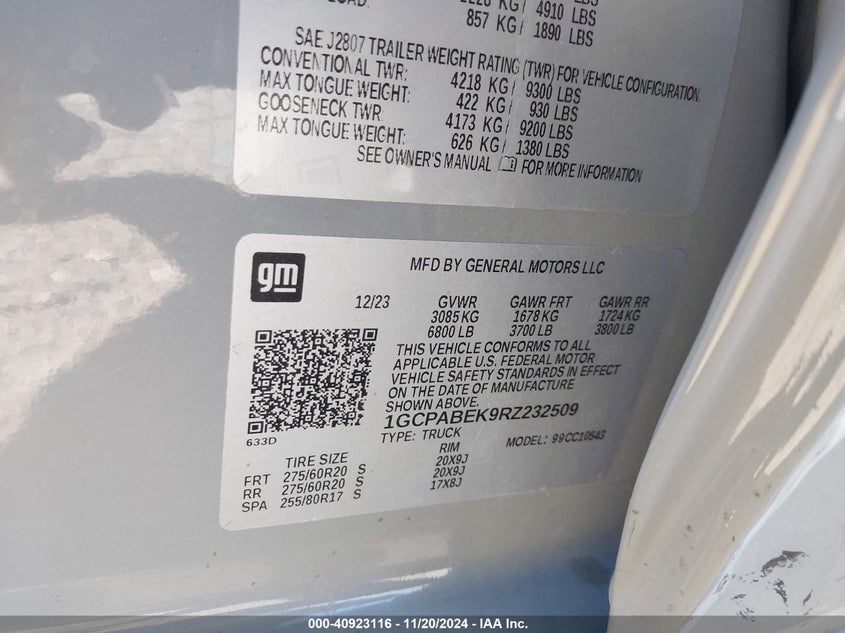 4910 LBS
857 KG/ 1890 LBS
SAE J2807 TRAILER WEIGHT RATING (TWR) FOR VEHICLE CONFIGURATION.
CONVENTIONAL TWR: 4218 KG/ 9300 LBS
MAX TONGUE WEIGHT: 422 KG/ 930 LBS
GOOSENECK TWR: 4173 KG/ 9200 LBS
MAX TONGUE WEIGHT: 626 KG/ 1380 LBS
SEE OWNER'S MANUAL FOR MORE INFORMATION
gm MFD BY GENERAL MOTORS LLC
12/23 GVWR GAWR FRT GAWR RR
3085 KG 1678 KG 1724 KG
6800 LB 3700 LB 3800 LB
THIS VEHICLE CONFORMS TO ALL
APPLICABLE U.S. FEDERAL MOTOR
VEHICLE SAFETY STANDARDS IN EFFECT
ON THE DATE OF MANUFACTURE
SHOWN ABOVE.
1GCPABEK9RZ232509
633D TYPE: TRUCK MODEL: 99CC10543
TIRE SIZE RIM
FRT 275/60R20 S 20X9J
RR 275/60R20 S 20X9J
SPA 255/80R17 S 17X8J
000-40923116 - 11/20/2024 - IAA Inc.